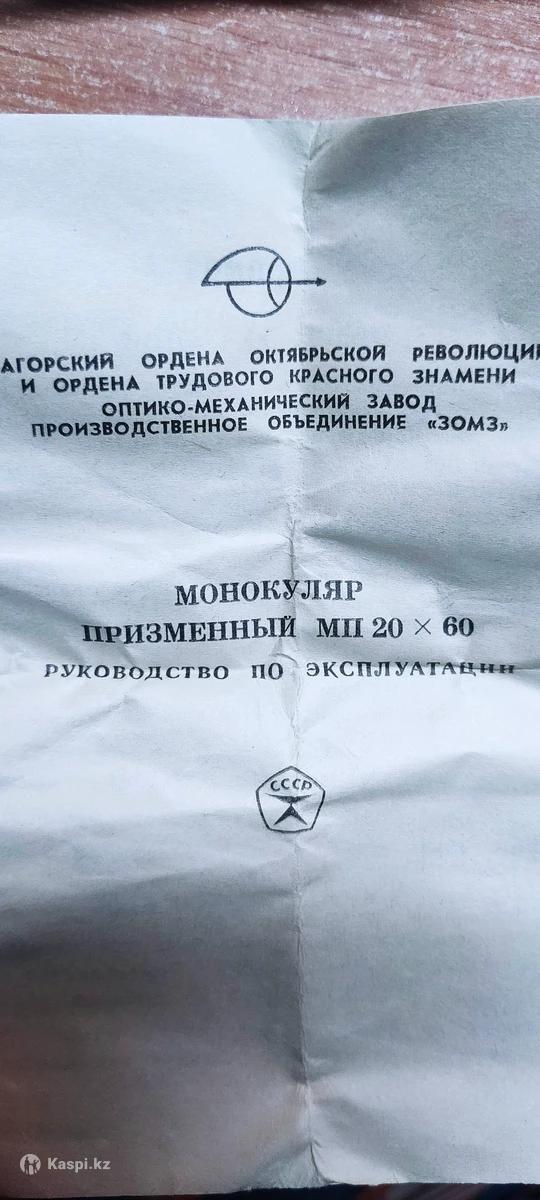 АГОРСКИЙ ОРДЕНА ОКТЯБРЬСКОЙ РЕВОЛЮЦИИ
И ОРДЕНА ТРУДОВОГО КРАСНОГО ЗНАМЕНИ
ОПТИКО-МЕХАНИЧЕСКИЙ ЗАВОД
ПРОИЗВОДСТВЕННОЕ ОБЪЕДИНЕНИЕ «ЗОМЗ»
МОНОКУЛЯР
ПРИЗМЕННЫЙ МП 20 × 60
РУКОВОДСТВО ПО ЭКСПЛУАТАЦИИ
СССР
Kaspi.kz